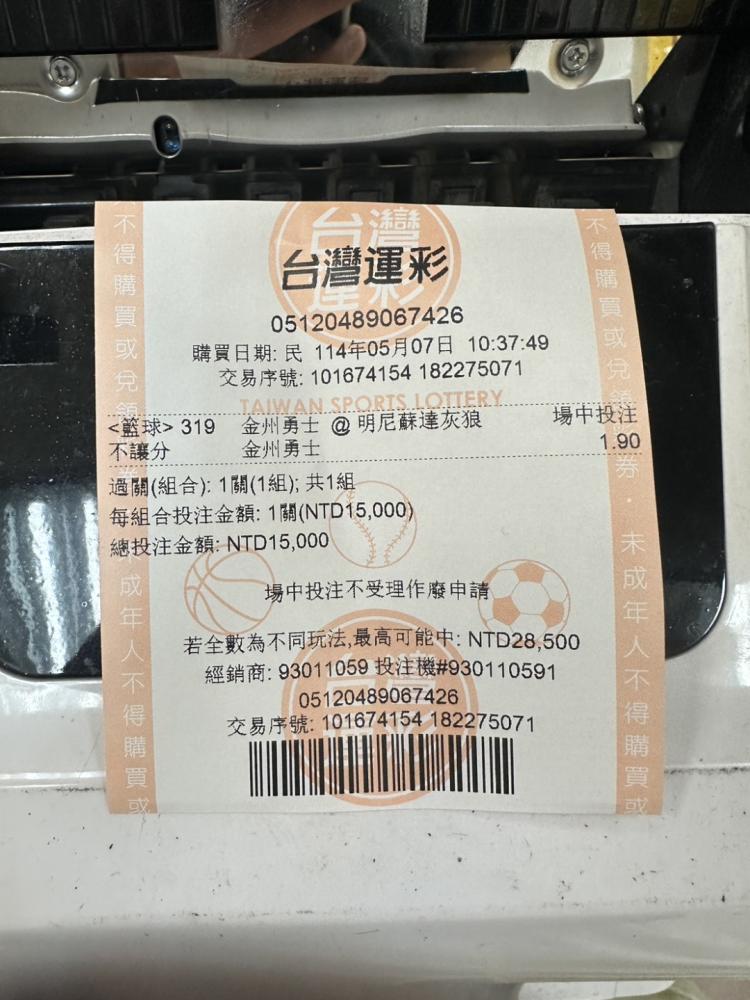 台灣運彩
05120489067426
購買日期: 民 114年05月07日 10:37:49
交易序號: 101674154 182275071
TAIWAN SPORTS LOTTERY
<籃球> 319 金州勇士 @ 明尼蘇達灰狼 場中投注
不讓分 金州勇士 1.90
過關(組合): 1關(1組); 共1組
每組合投注金額: 1關(NTD15,000)
總投注金額: NTD15,000
場中投注不受理作廢申請
若全數為不同玩法,最高可能中: NTD28,500
經銷商: 93011059 投注機#930110591
05120489067426
交易序號: 101674154 182275071
不得購買或兌領
券．未成年人不得購買或
成年人不得購買或
台灣運彩